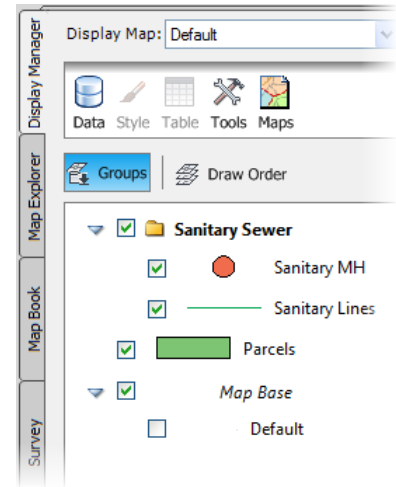 Display Manager
Map Explorer
Map Book
Survey
Display Map: Default
Data Style Table Tools Maps
Groups Draw Order
Sanitary Sewer
Sanitary MH
Sanitary Lines
Parcels
Map Base
Default